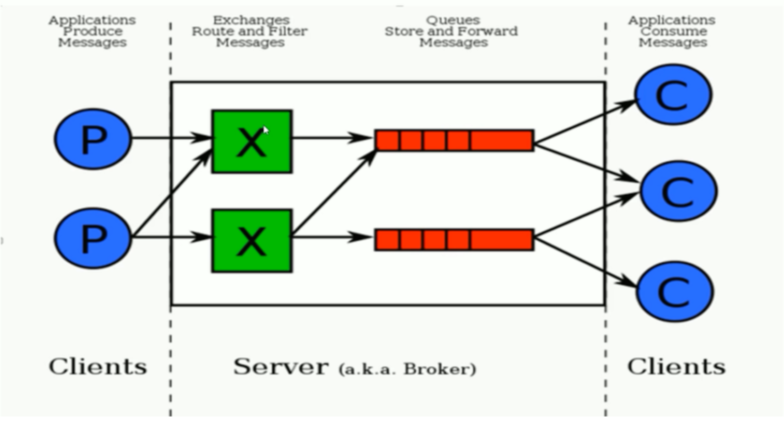 Applications
Produce
Messages
Exchanges
Route and Filter
Messages
Queues
Store and Forward
Messages
Applications
Consume
Messages
P
X
C
C
P
X
C
Clients
Server (a.k.a. Broker)
Clients